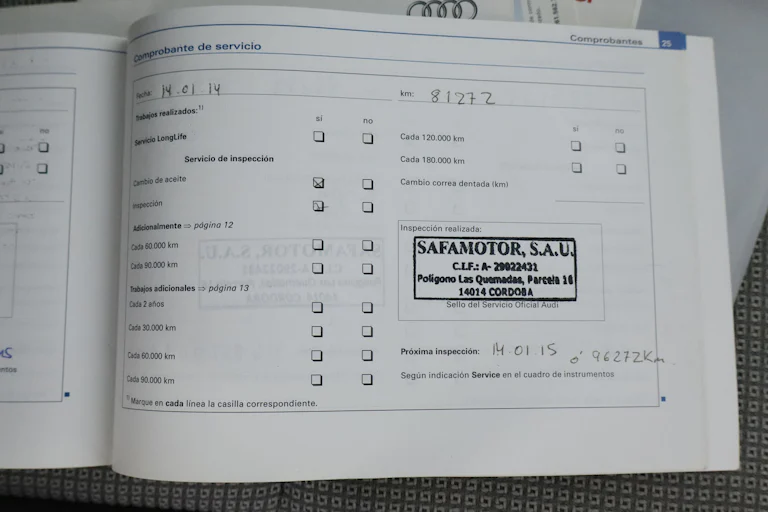 Comprobante de servicio
Comprobantes 25
Fecha: 14.01.14
km: 81272
Trabajos realizados:1)
sí no
Servicio LongLife
Servicio de inspección
Cambio de aceite
Inspección
Adicionalmente ⇒ página 12
Cada 60.000 km
Cada 90.000 km
Trabajos adicionales ⇒ página 13
Cada 2 años
Cada 30.000 km
Cada 60.000 km
Cada 90.000 km
1) Marque en cada línea la casilla correspondiente.
sí no
Cada 120.000 km
Cada 180.000 km
Cambio correa dentada (km)
Inspección realizada:
SAFAMOTOR, S.A.U.
C.I.F.: A- 29022431
Polígono Las Quemadas, Parcela 16
14014 CORDOBA
Sello del Servicio Oficial Audi
Próxima inspección: 14.01.15 ó 96272Km.
Según indicación Service en el cuadro de instrumentos
no